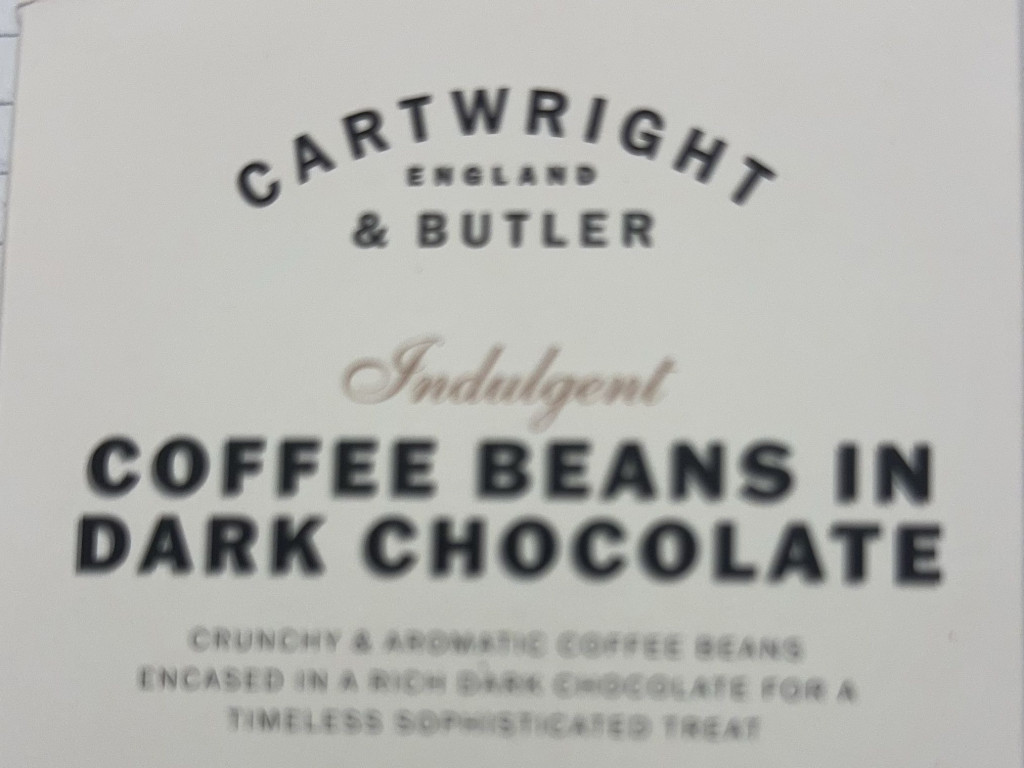 CARTWRIGHT
ENGLAND
& BUTLER
Indulgent
COFFEE BEANS IN
DARK CHOCOLATE
CRUNCHY & AROMATIC COFFEE BEANS
ENCASED IN A RICH DARK CHOCOLATE FOR A
TIMELESS SOPHISTICATED TREAT